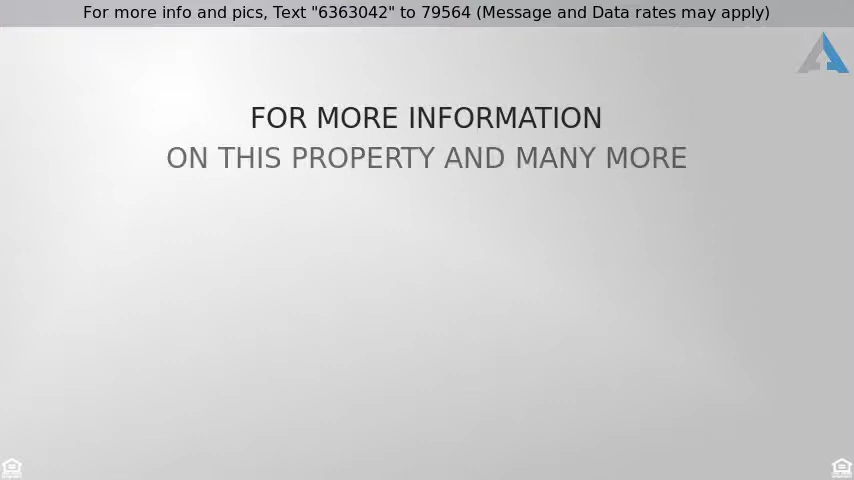 For more info and pics, Text "6363042" to 79564 (Message and Data rates may apply)
FOR MORE INFORMATION
ON THIS PROPERTY AND MANY MORE